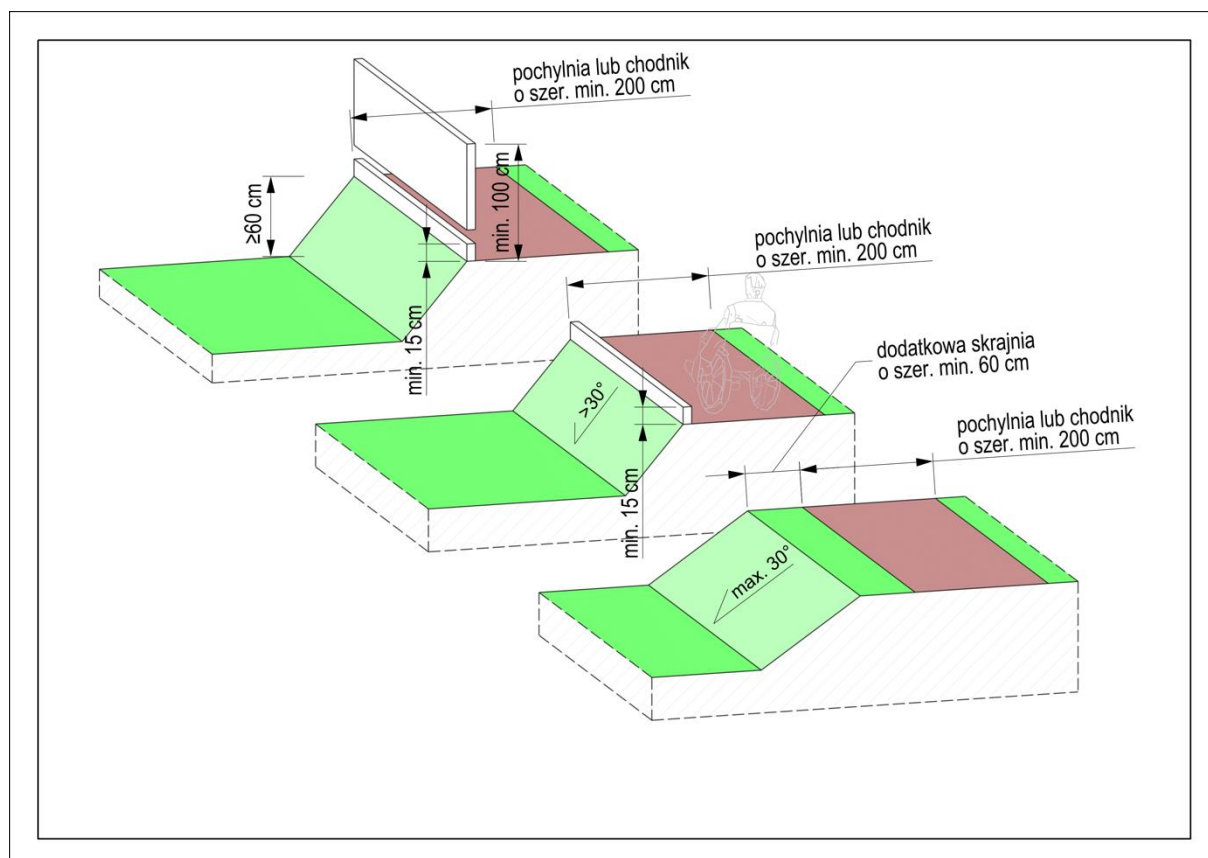 pochylnia lub chodnik
o szer. min. 200 cm
≥60 cm
min. 100 cm
min. 15 cm
pochylnia lub chodnik
o szer. min. 200 cm
>30°
min. 15 cm
dodatkowa skrajnia
o szer. min. 60 cm
pochylnia lub chodnik
o szer. min. 200 cm
max. 30°